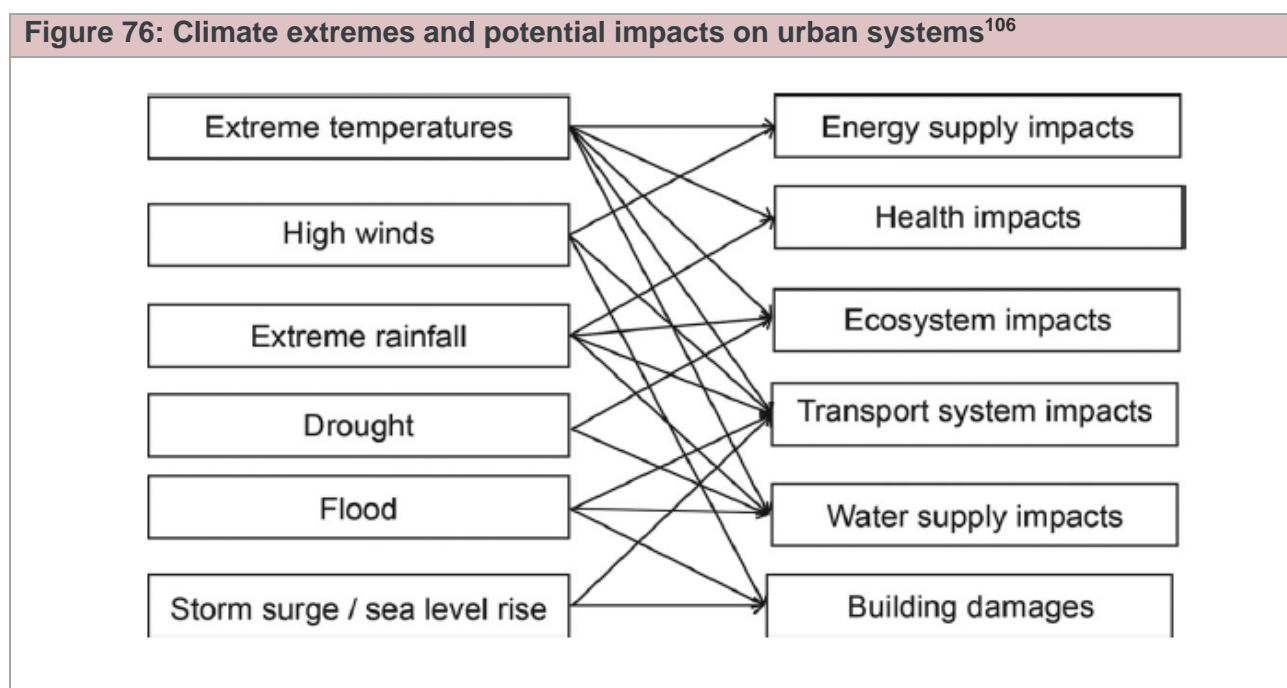 Figure 76: Climate extremes and potential impacts on urban systems106
Extreme temperatures
High winds
Extreme rainfall
Drought
Flood
Storm surge / sea level rise
Energy supply impacts
Health impacts
Ecosystem impacts
Transport system impacts
Water supply impacts
Building damages